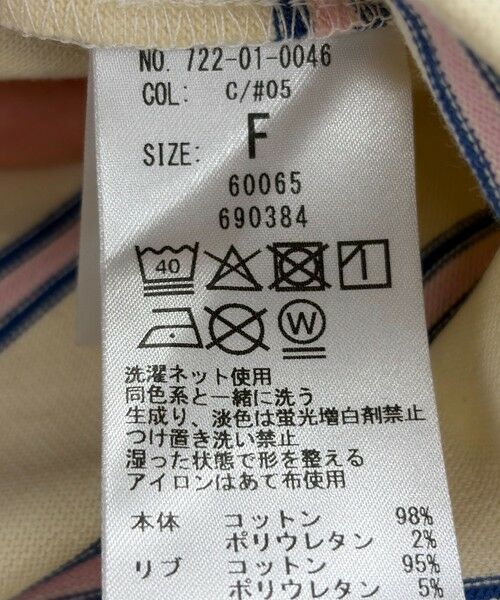 NO. 722-01-0046
COL: C/#05
SIZE: F
60065
690384
40
W
洗濯ネット使用
同色系と一緒に洗う
生成り、淡色は蛍光増白剤禁止
つけ置き洗い禁止
湿った状態で形を整える
アイロンはあて布使用
本体 コットン 98%
ポリウレタン 2%
リブ コットン 95%
ポリウレタン 5%